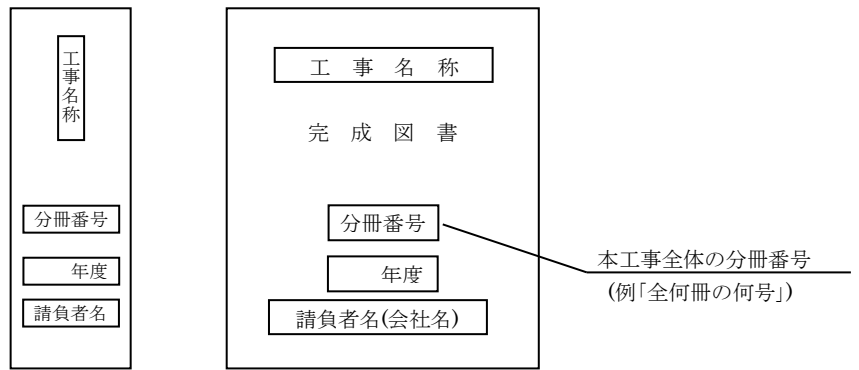 工事名称
分冊番号
年度
請負者名
工事名称
完成図書
分冊番号
年度
請負者名(会社名)
本工事全体の分冊番号
(例「全何冊の何号」)